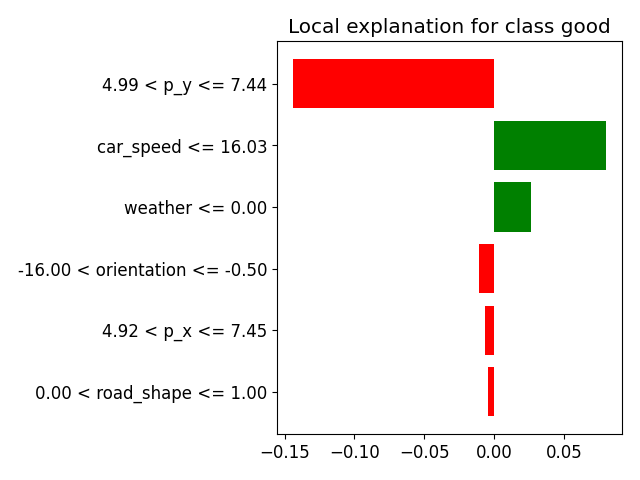 Local explanation for class good
4.99 < p_y <= 7.44
car_speed <= 16.03
weather <= 0.00
-16.00 < orientation <= -0.50
4.92 < p_x <= 7.45
0.00 < road_shape <= 1.00
−0.15 −0.10 −0.05 0.00 0.05